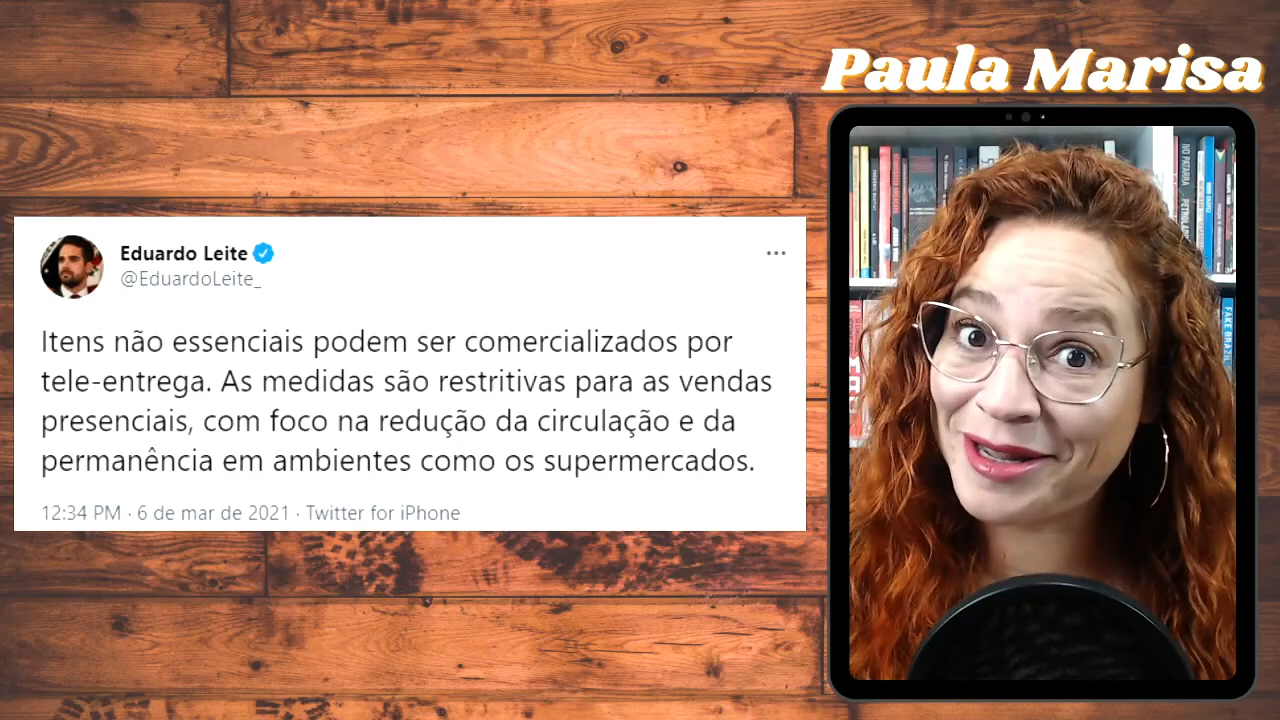 Paula Marisa
Eduardo Leite
@EduardoLeite_
Itens não essenciais podem ser comercializados por
tele-entrega. As medidas são restritivas para as vendas
presenciais, com foco na redução da circulação e da
permanência em ambientes como os supermercados.
12:34 PM · 6 de mar de 2021 · Twitter for iPhone
FAKE BRAZIL